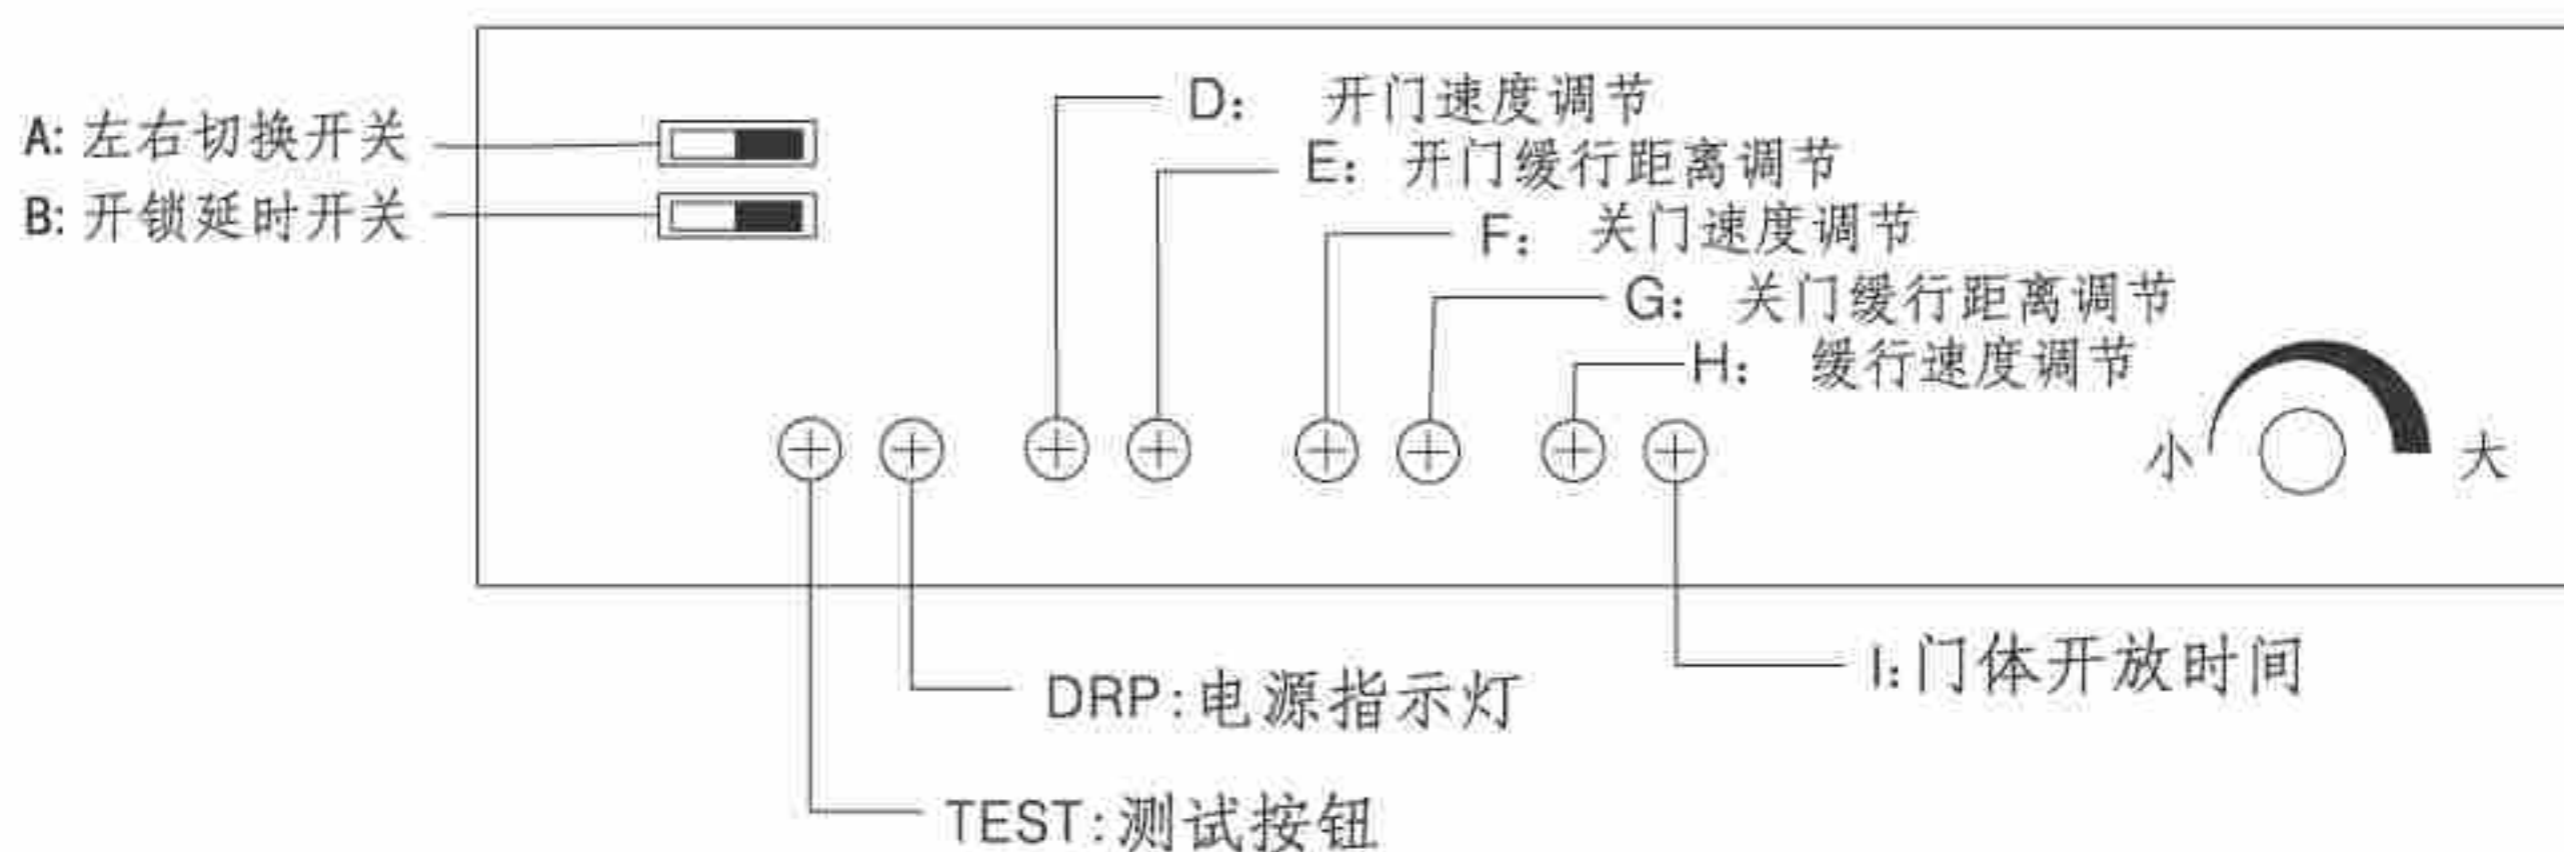 A: 左右切换开关
B: 开锁延时开关
D: 开门速度调节
E: 开门缓行距离调节
F: 关门速度调节
G: 关门缓行距离调节
H: 缓行速度调节
小 大
I:门体开放时间
DRP:电源指示灯
TEST:测试按钮